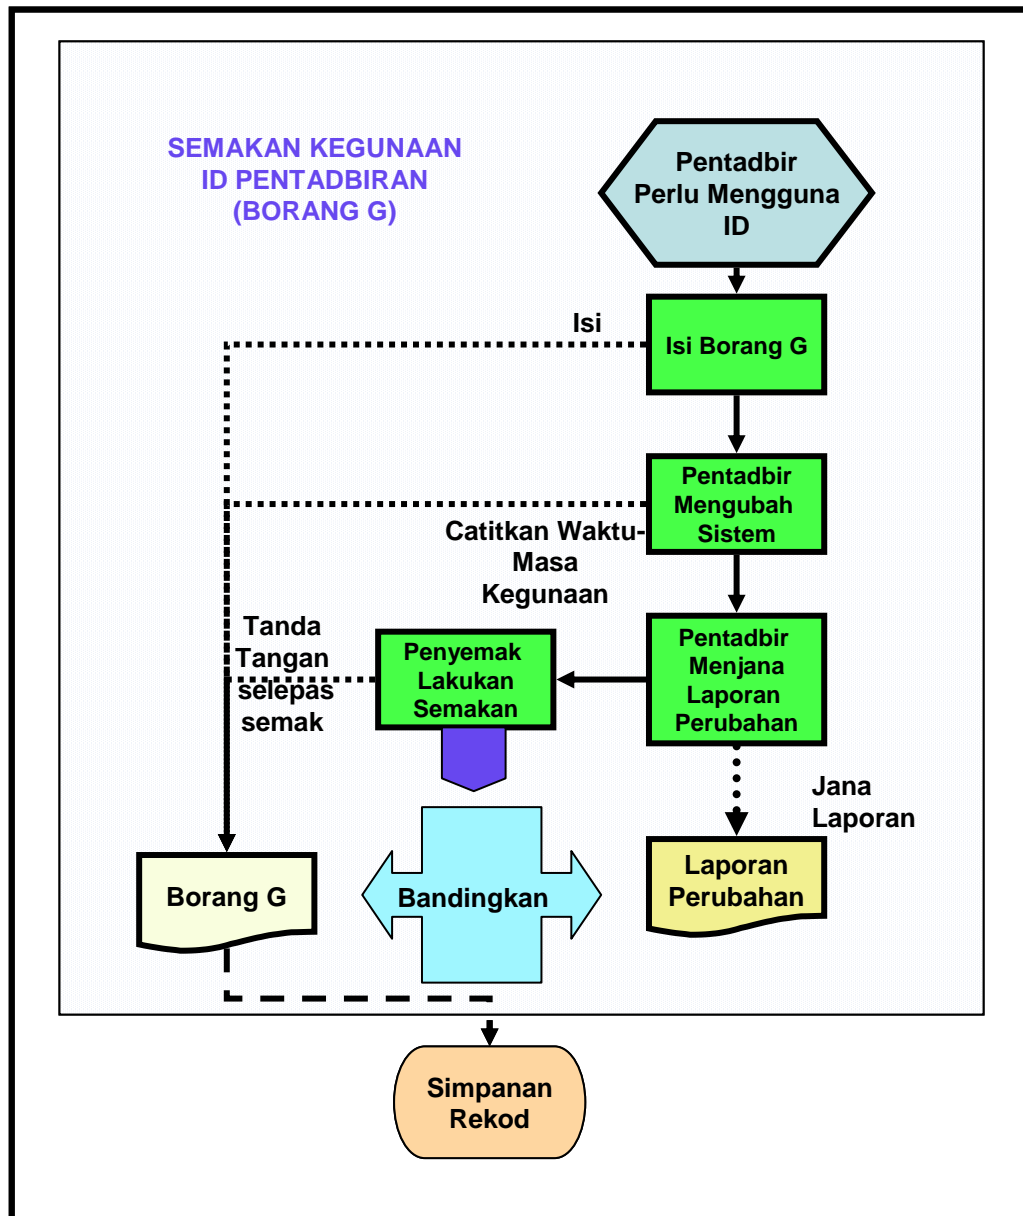 SEMAKAN KEGUNAAN
ID PENTADBIRAN
(BORANG G)
Pentadbir
Perlu Mengguna
ID
Isi
Isi Borang G
Pentadbir
Mengubah
Sistem
Catitkan Waktu-
Masa
Kegunaan
Tanda
Tangan
selepas
semak
Penyemak
Lakukan
Semakan
Pentadbir
Menjana
Laporan
Perubahan
Jana
Laporan
Borang G
Bandingkan
Laporan
Perubahan
Simpanan
Rekod